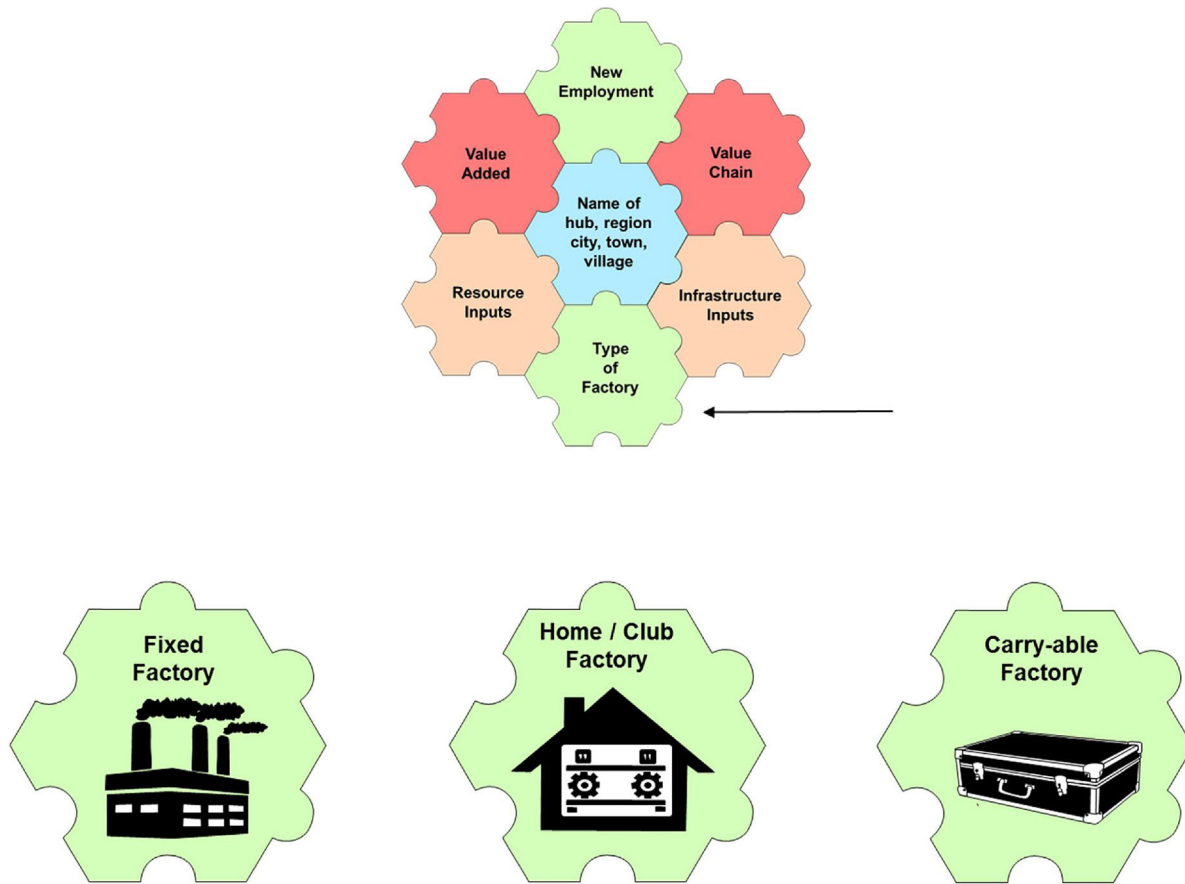 New
Employment
Value
Added
Value
Chain
Name of
hub, region
city, town,
village
Resource
Inputs
Infrastructure
Inputs
Type
of
Factory
Fixed
Factory
Home / Club
Factory
Carry-able
Factory